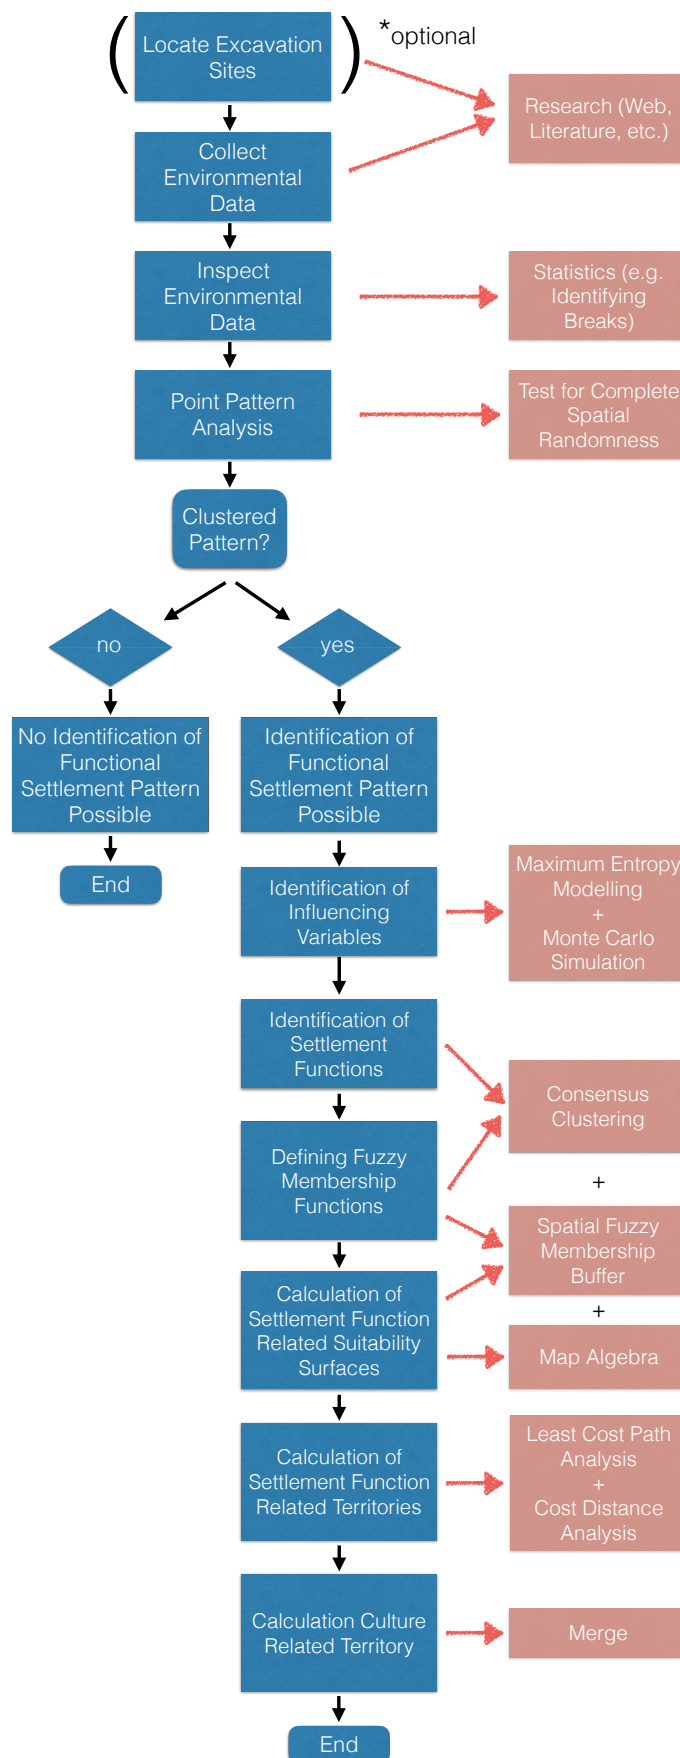 ( Locate Excavation )
Sites
*optional
Research (Web,
Literature, etc.)
Collect
Environmental
Data
Inspect
Environmental
Data
Statistics (e.g.
Identifying
Breaks)
Point Pattern
Analysis
Test for Complete
Spatial
Randomness
Clustered
Pattern?
no
yes
No Identification of
Functional
Settlement Pattern
Possible
End
Identification of
Functional
Settlement Pattern
Possible
Identification of
Influencing
Variables
Maximum Entropy
Modelling
+
Monte Carlo
Simulation
Identification of
Settlement
Functions
Consensus
Clustering
+
Defining Fuzzy
Membership
Functions
Spatial Fuzzy
Membership
Buffer
+
Calculation of
Settlement Function
Related Suitability
Surfaces
Map Algebra
Calculation of
Settlement Function
Related Territories
Least Cost Path
Analysis
+
Cost Distance
Analysis
Calculation Culture
Related Territory
Merge
End